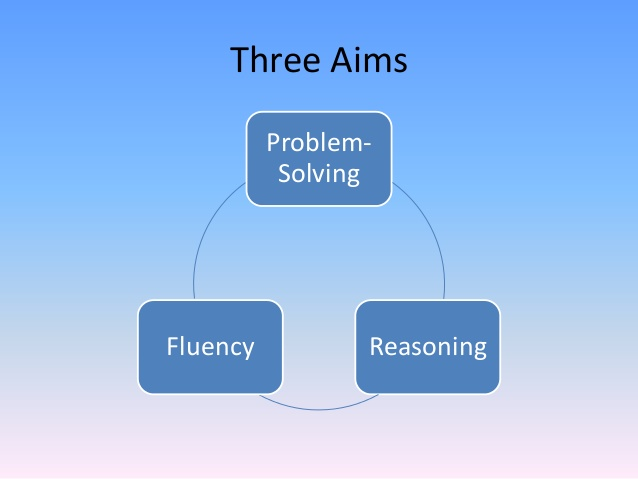 Three Aims
Problem-
Solving
Fluency
Reasoning